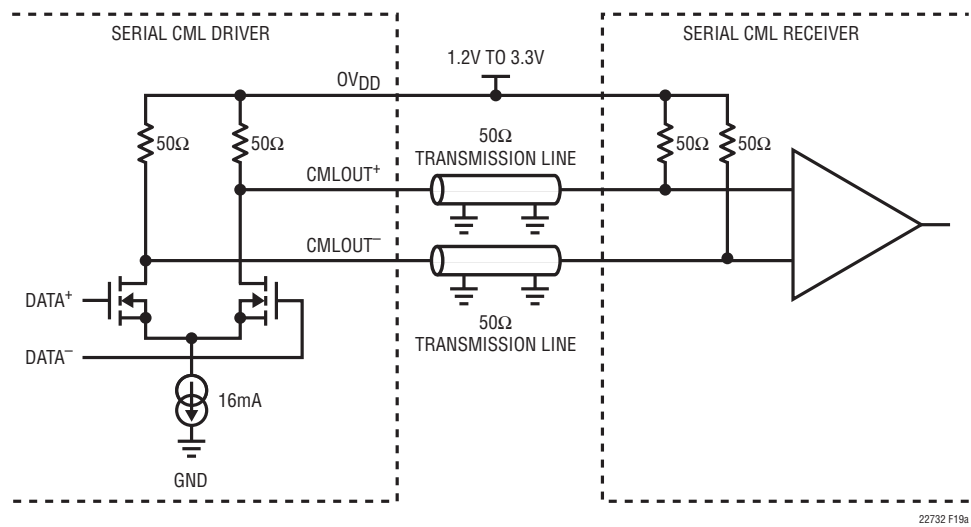 SERIAL CML DRIVER
SERIAL CML RECEIVER
1.2V TO 3.3V
OVDD
50Ω
50Ω
50Ω
TRANSMISSION LINE
50Ω
50Ω
CMLOUT+
CMLOUT–
DATA+
DATA–
50Ω
TRANSMISSION LINE
16mA
GND
22732 F19a